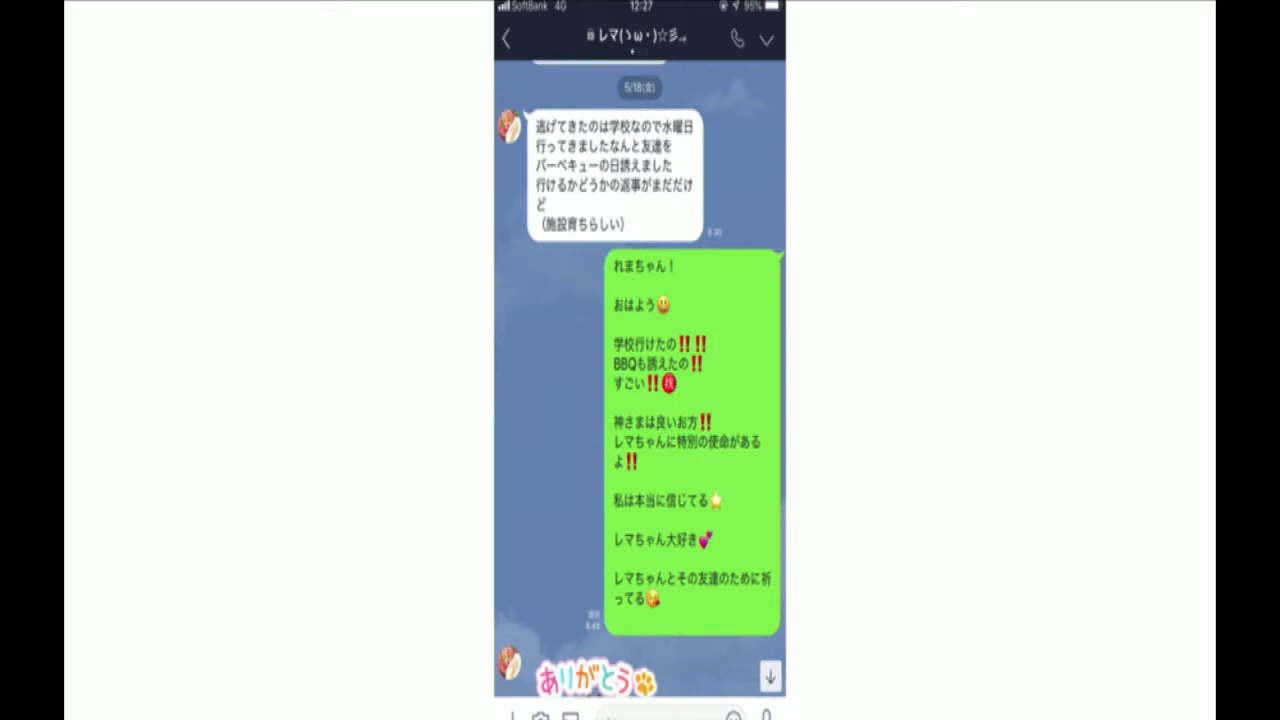 SoftBank 4G 12:27 95%
レマ(ゝω・)☆彡.。
5/18(金)
逃げてきたのは学校なので水曜日
行ってきましたなんと友達を
バーベキューの日誘えました
行けるかどうかの返事がまだだけ
ど
（施設育ちらしい）
8:30
れまちゃん！
おはよう😃
学校行けたの‼️‼️
BBQも誘えたの‼️
すごい‼️㊗️
神さまは良いお方‼️
レマちゃんに特別の使命がある
よ‼️
私は本当に信じてる⭐
レマちゃん大好き💕
レマちゃんとその友達のために祈
ってる😘
既読
8:45
ありがとう